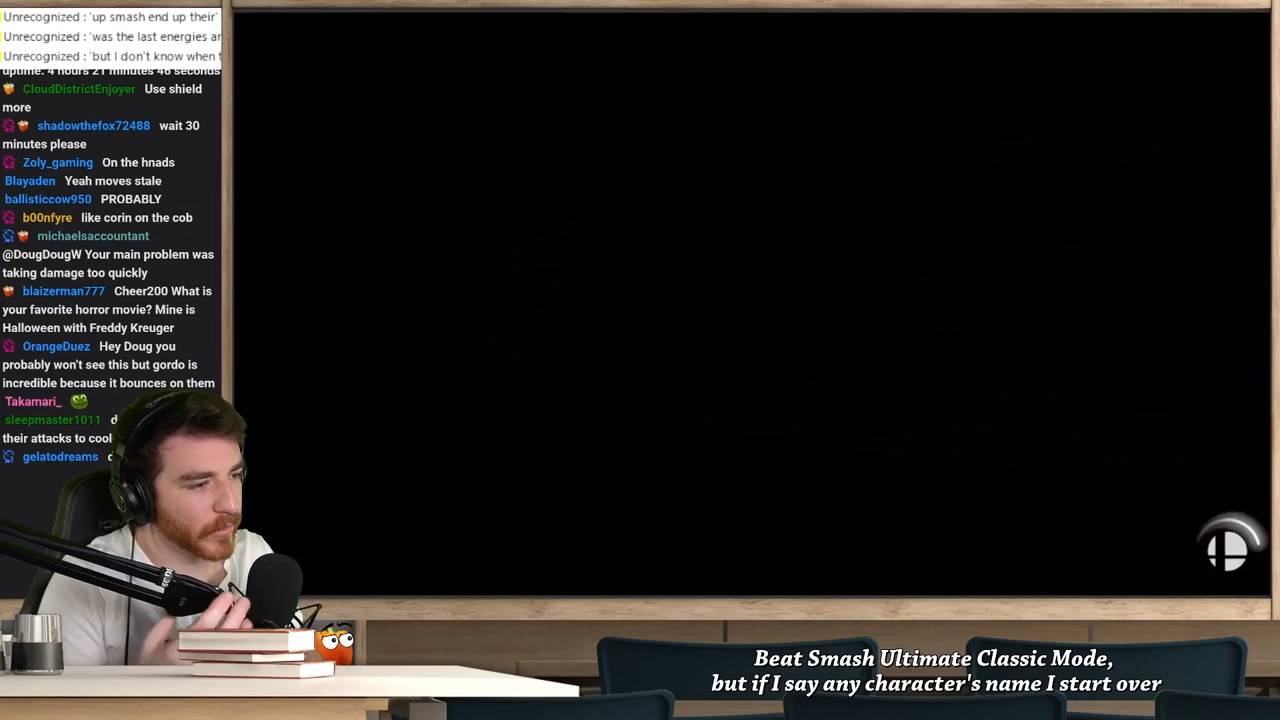 Unrecognized : 'up smash end up their'
Unrecognized : 'was the last energies ar
Unrecognized : 'but I don't know when t
uptime: 4 hours 21 minutes 46 seconds
CloudDistrictEnjoyer Use shield
more
shadowthefox72488 wait 30
minutes please
Zoly_gaming On the hnads
Blayaden Yeah moves stale
ballisticcow950 PROBABLY
b00nfyre like corin on the cob
michaelsaccountant
@DougDougW Your main problem was
taking damage too quickly
blaizerman777 Cheer200 What is
your favorite horror movie? Mine is
Halloween with Freddy Kreuger
OrangeDuez Hey Doug you
probably won't see this but gordo is
incredible because it bounces on them
Takamari_
sleepmaster1011
their attacks to cool
gelatodreams
Beat Smash Ultimate Classic Mode,
but if I say any character's name I start over